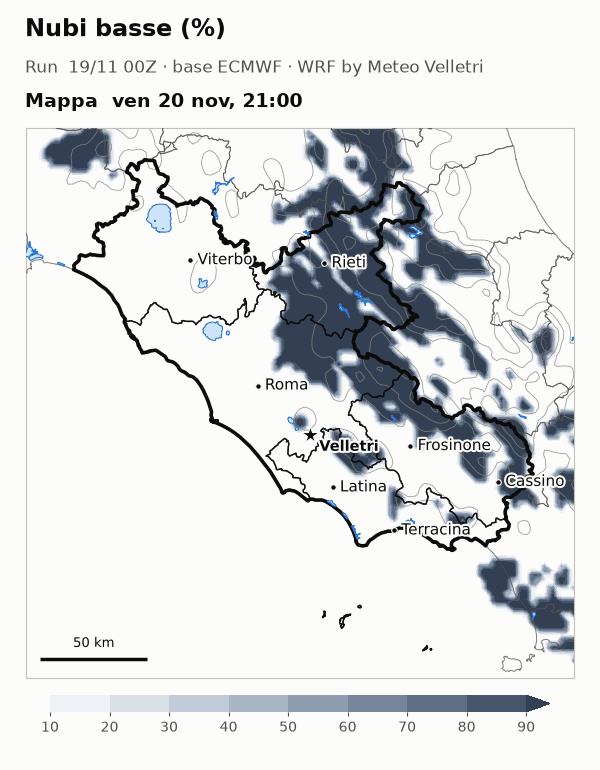 Nubi basse (%)
Run  19/11 00Z · base ECMWF · WRF by Meteo Velletri
Mappa  ven 20 nov, 21:00
Viterbo
Rieti
Roma
Velletri
Frosinone
Cassino
Latina
Terracina
50 km
10 20 30 40 50 60 70 80 90